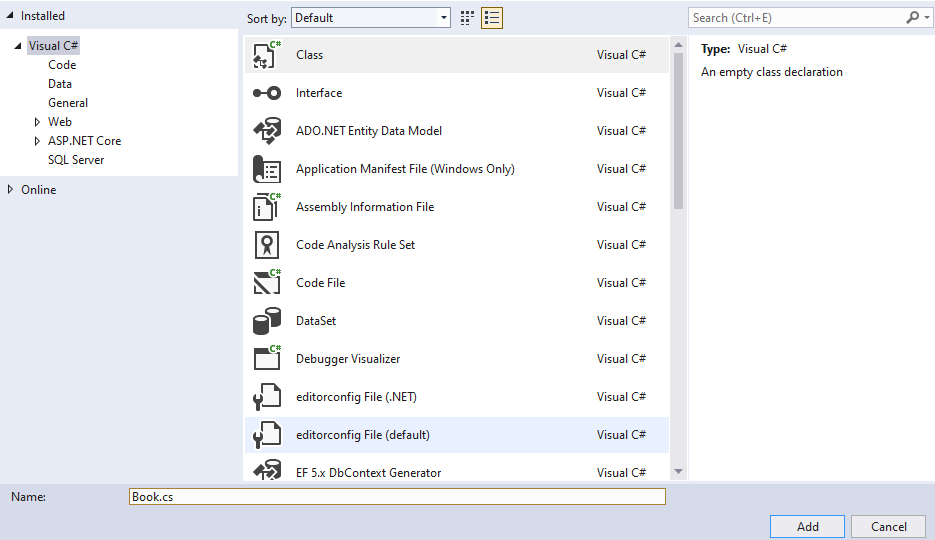 Installed
Visual C#
Code
Data
General
Web
ASP.NET Core
SQL Server
Online
Sort by: Default
Class Visual C#
Interface Visual C#
ADO.NET Entity Data Model Visual C#
Application Manifest File (Windows Only) Visual C#
Assembly Information File Visual C#
Code Analysis Rule Set Visual C#
Code File Visual C#
DataSet Visual C#
Debugger Visualizer Visual C#
editorconfig File (.NET) Visual C#
editorconfig File (default) Visual C#
EF 5.x DbContext Generator Visual C#
Search (Ctrl+E)
Type: Visual C#
An empty class declaration
Name: Book.cs
Add Cancel